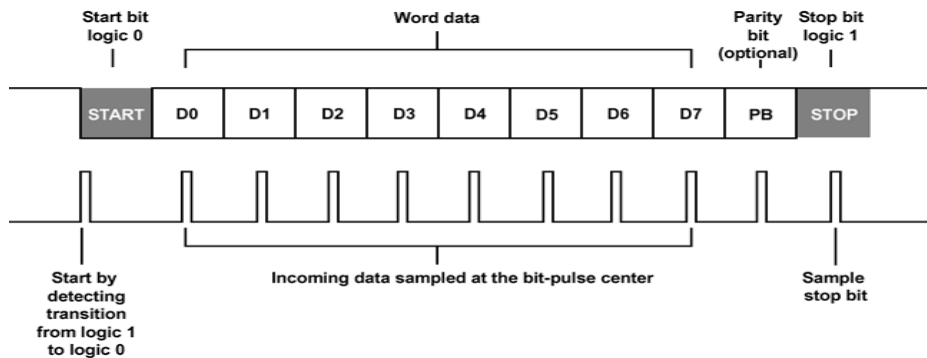 Start bit
logic 0
Word data
Parity
bit
(optional)
Stop bit
logic 1
START D0 D1 D2 D3 D4 D5 D6 D7 PB STOP
Start by
detecting
transition
from logic 1
to logic 0
Incoming data sampled at the bit-pulse center
Sample
stop bit